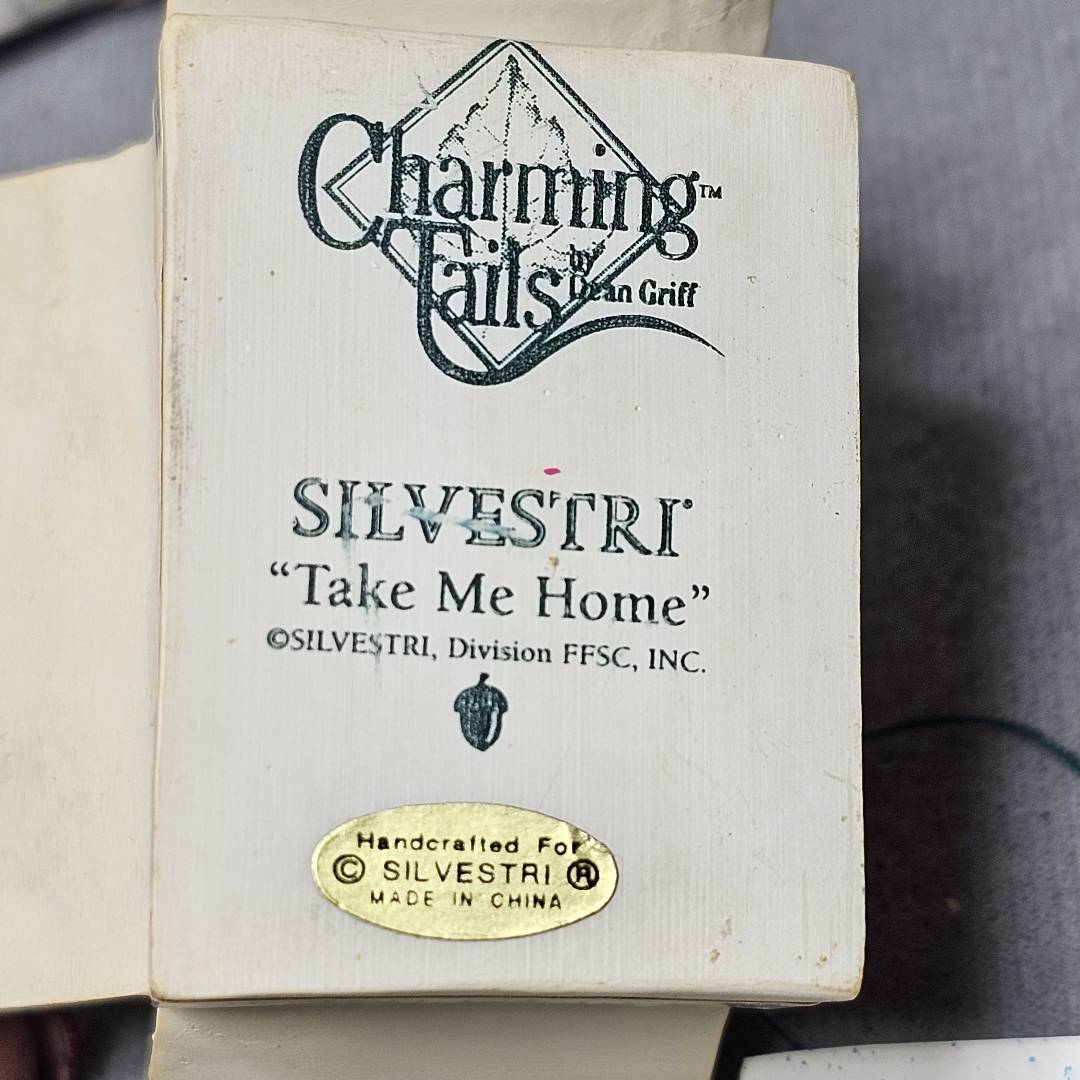 Charming™
Tails by
Dean Griff
SILVESTRI®
“Take Me Home”
©SILVESTRI, Division FFSC, INC.
Handcrafted For
© SILVESTRI ®
MADE IN CHINA